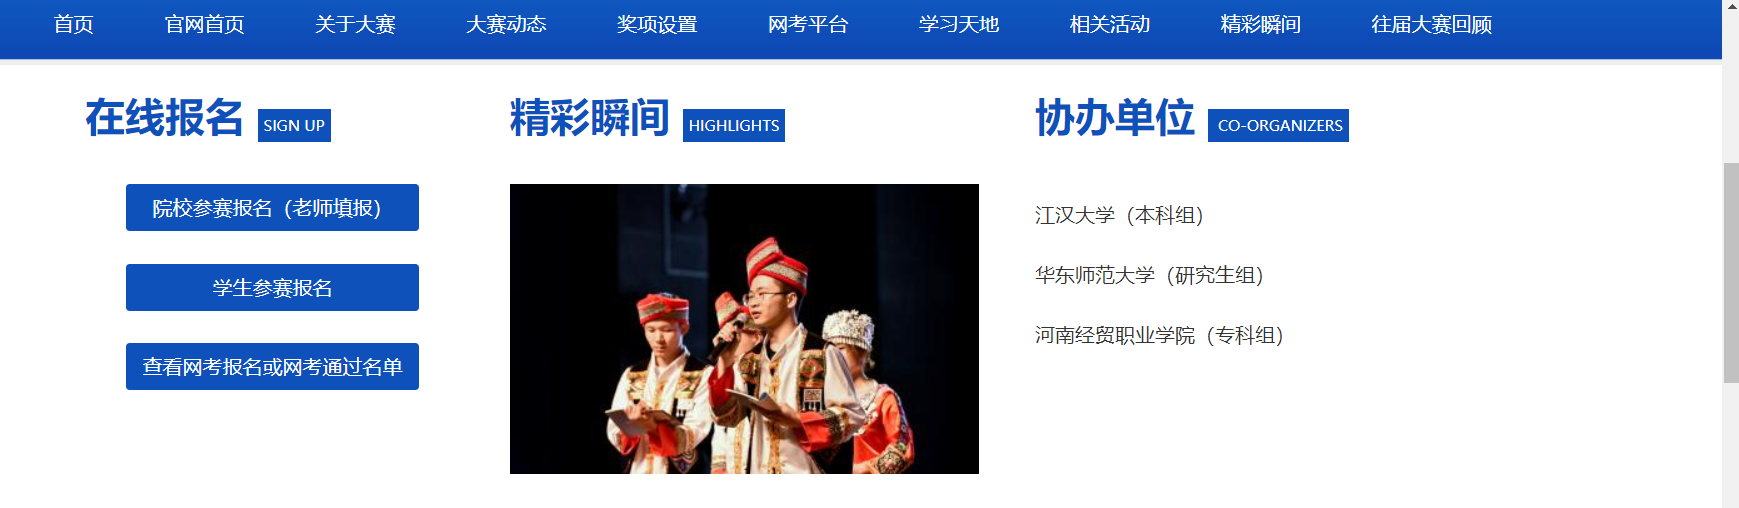 首页 官网首页 关于大赛 大赛动态 奖项设置 网考平台 学习天地 相关活动 精彩瞬间 往届大赛回顾
在线报名 SIGN UP
院校参赛报名（老师填报）
学生参赛报名
查看网考报名或网考通过名单
精彩瞬间 HIGHLIGHTS
协办单位 CO-ORGANIZERS
江汉大学（本科组）
华东师范大学（研究生组）
河南经贸职业学院（专科组）